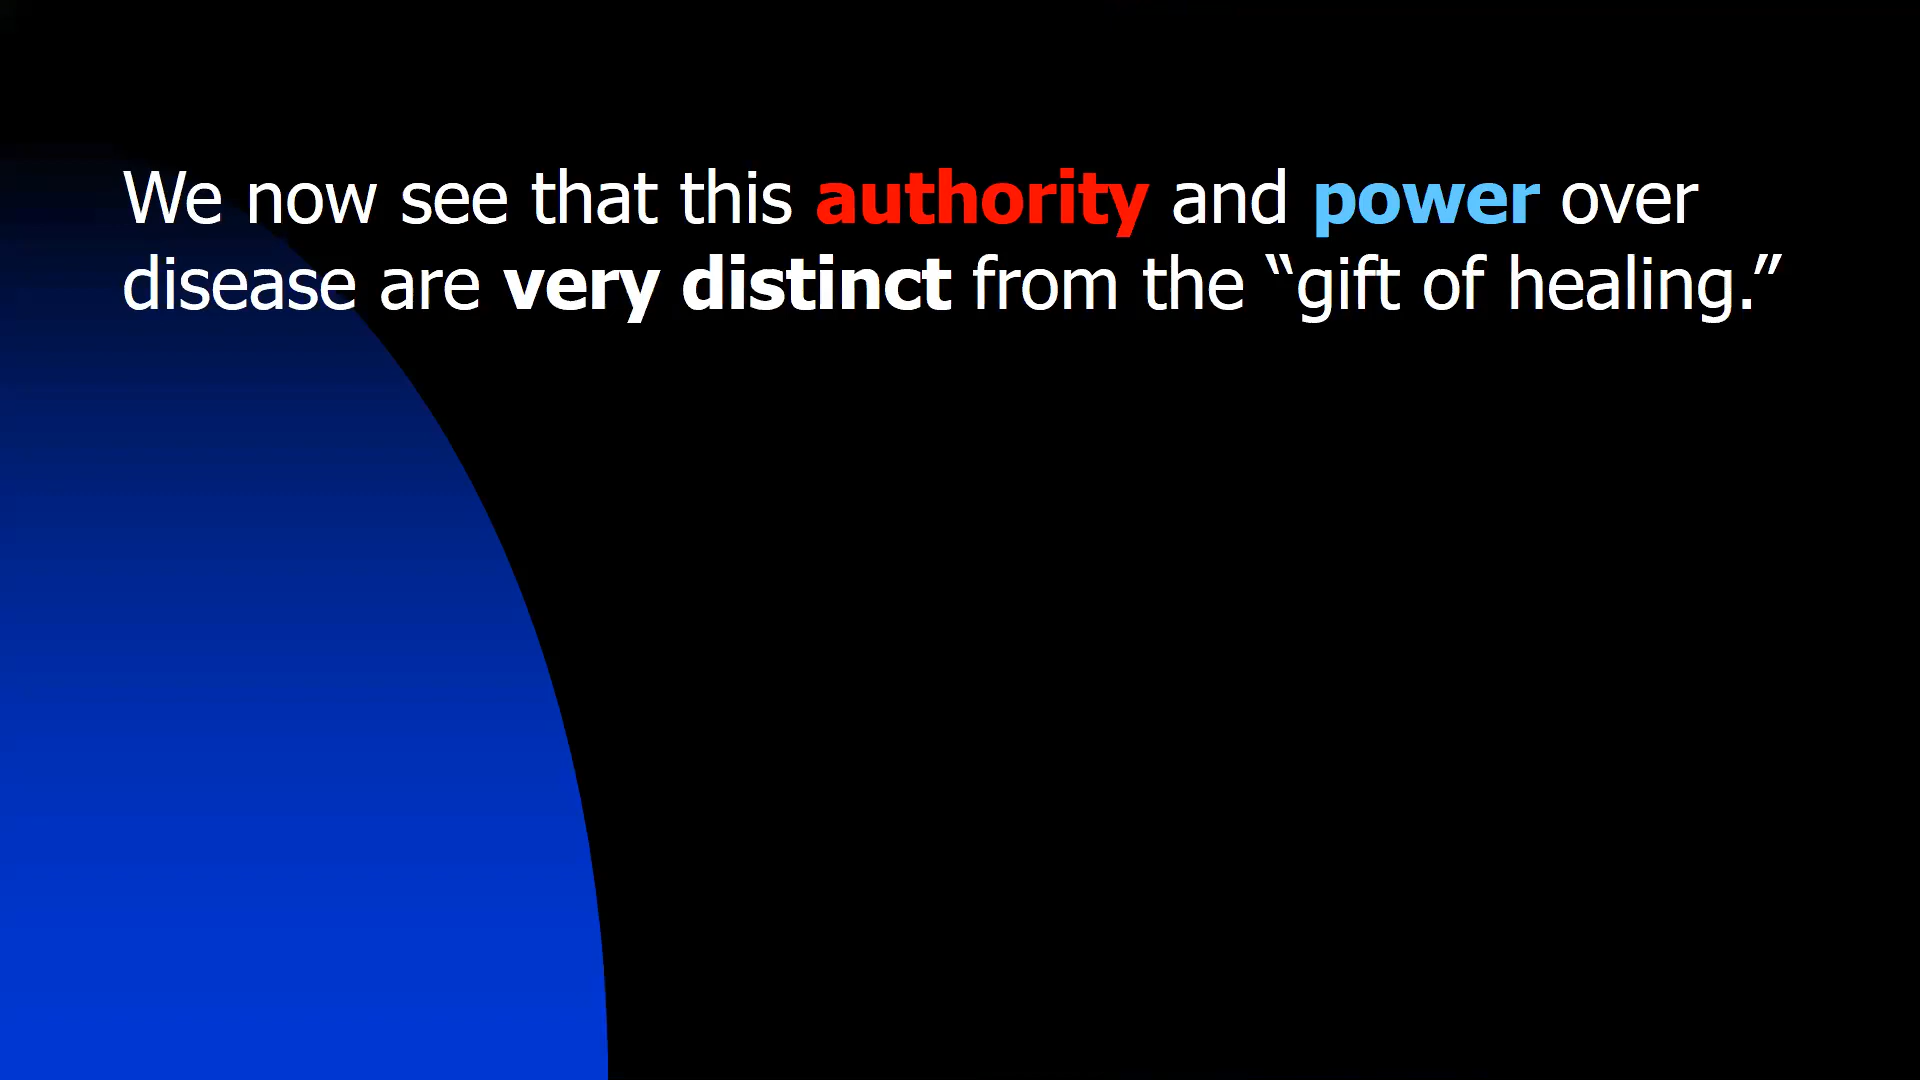 We now see that this authority and power over
disease are very distinct from the “gift of healing.”